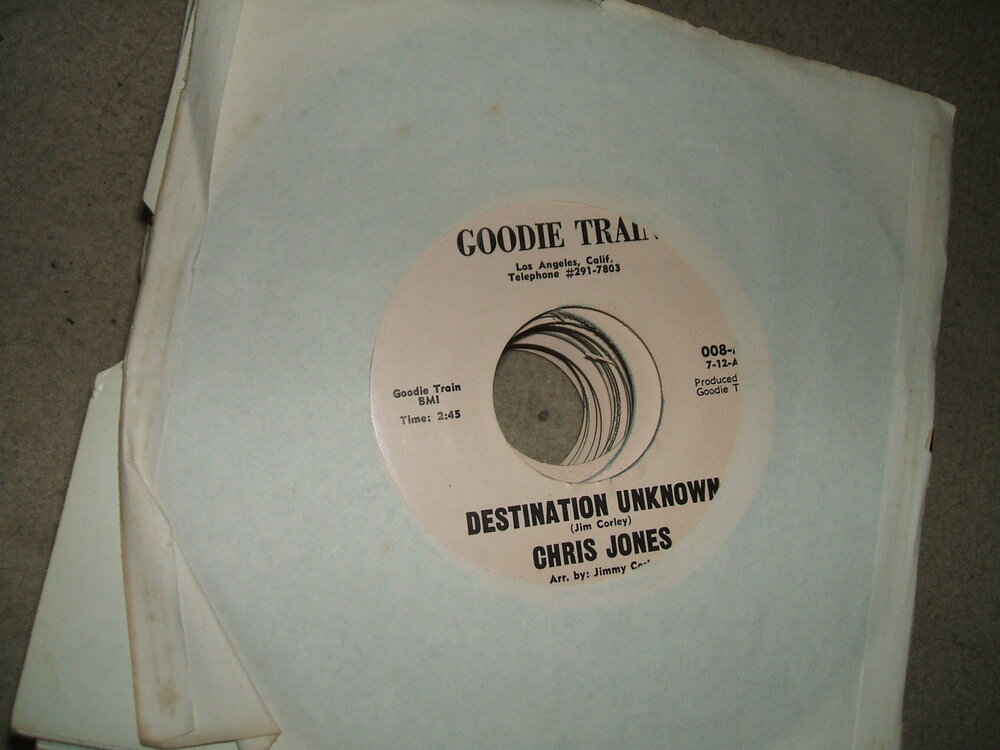 GOODIE TRAIN
Los Angeles, Calif.
Telephone #291-7803
008-
7-12-A
Produced
Goodie T
Goodie Train
BMI
Time: 2:45
DESTINATION UNKNOWN
(Jim Corley)
CHRIS JONES
Arr. by: Jimmy